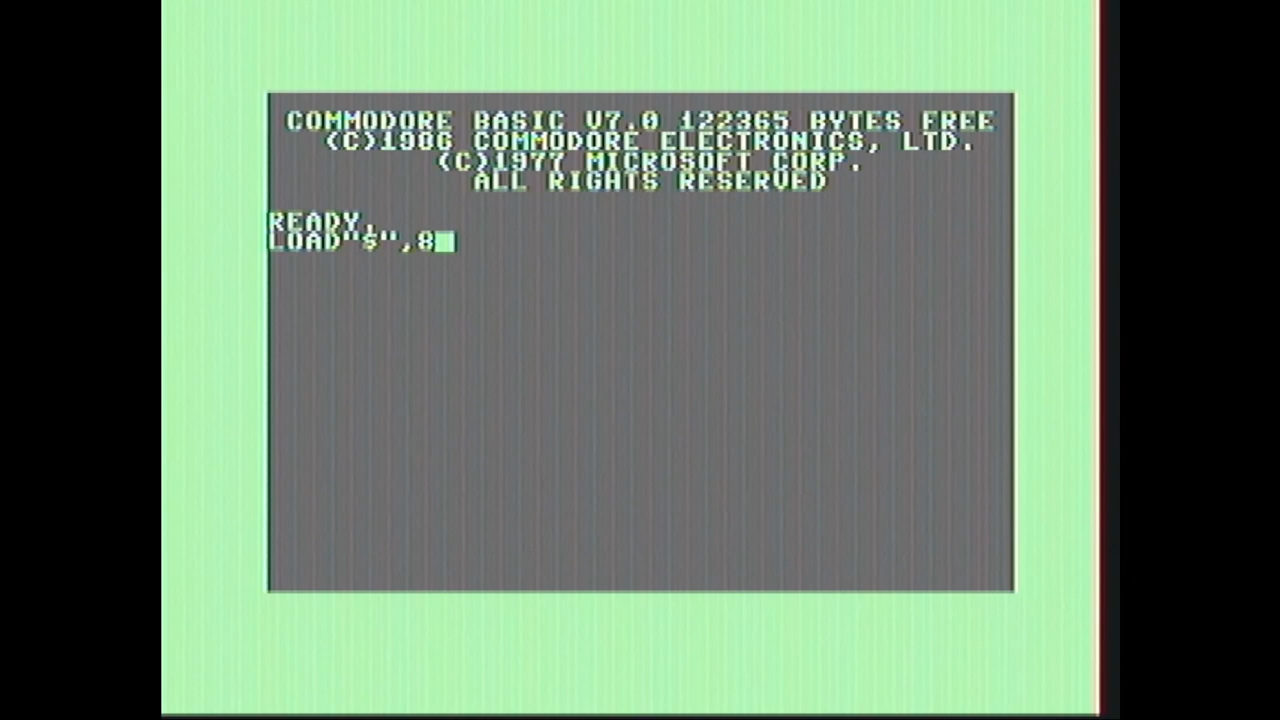 COMMODORE BASIC V7.0 122365 BYTES FREE
(C)1986 COMMODORE ELECTRONICS, LTD.
(C)1977 MICROSOFT CORP.
ALL RIGHTS RESERVED
READY.
LOAD"$",8